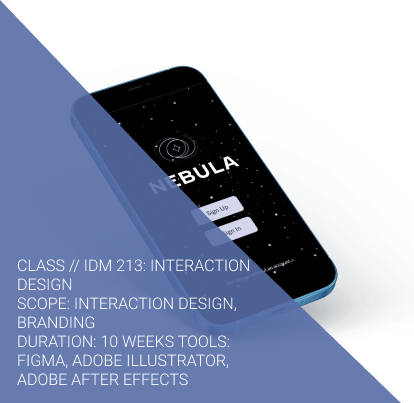 NEBULA
Sign Up
Sign In
CLASS // IDM 213: INTERACTION
DESIGN
SCOPE: INTERACTION DESIGN,
BRANDING
DURATION: 10 WEEKS TOOLS:
FIGMA, ADOBE ILLUSTRATOR,
ADOBE AFTER EFFECTS